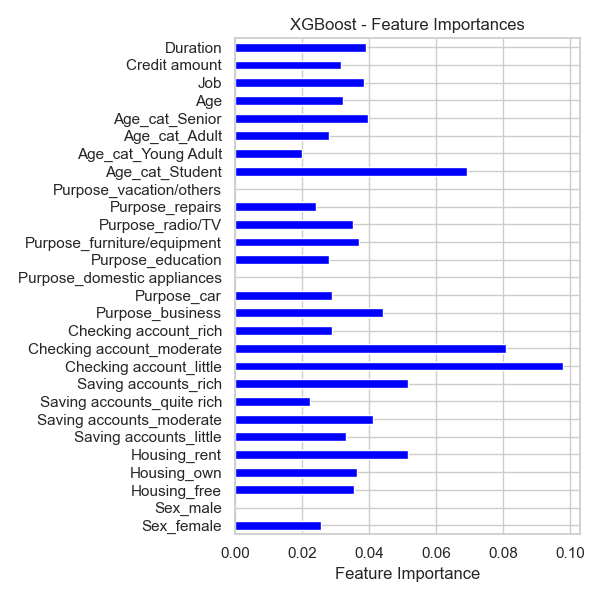 XGBoost - Feature Importances
Duration
Credit amount
Job
Age
Age_cat_Senior
Age_cat_Adult
Age_cat_Young Adult
Age_cat_Student
Purpose_vacation/others
Purpose_repairs
Purpose_radio/TV
Purpose_furniture/equipment
Purpose_education
Purpose_domestic appliances
Purpose_car
Purpose_business
Checking account_rich
Checking account_moderate
Checking account_little
Saving accounts_rich
Saving accounts_quite rich
Saving accounts_moderate
Saving accounts_little
Housing_rent
Housing_own
Housing_free
Sex_male
Sex_female
0.00 0.02 0.04 0.06 0.08 0.10
Feature Importance